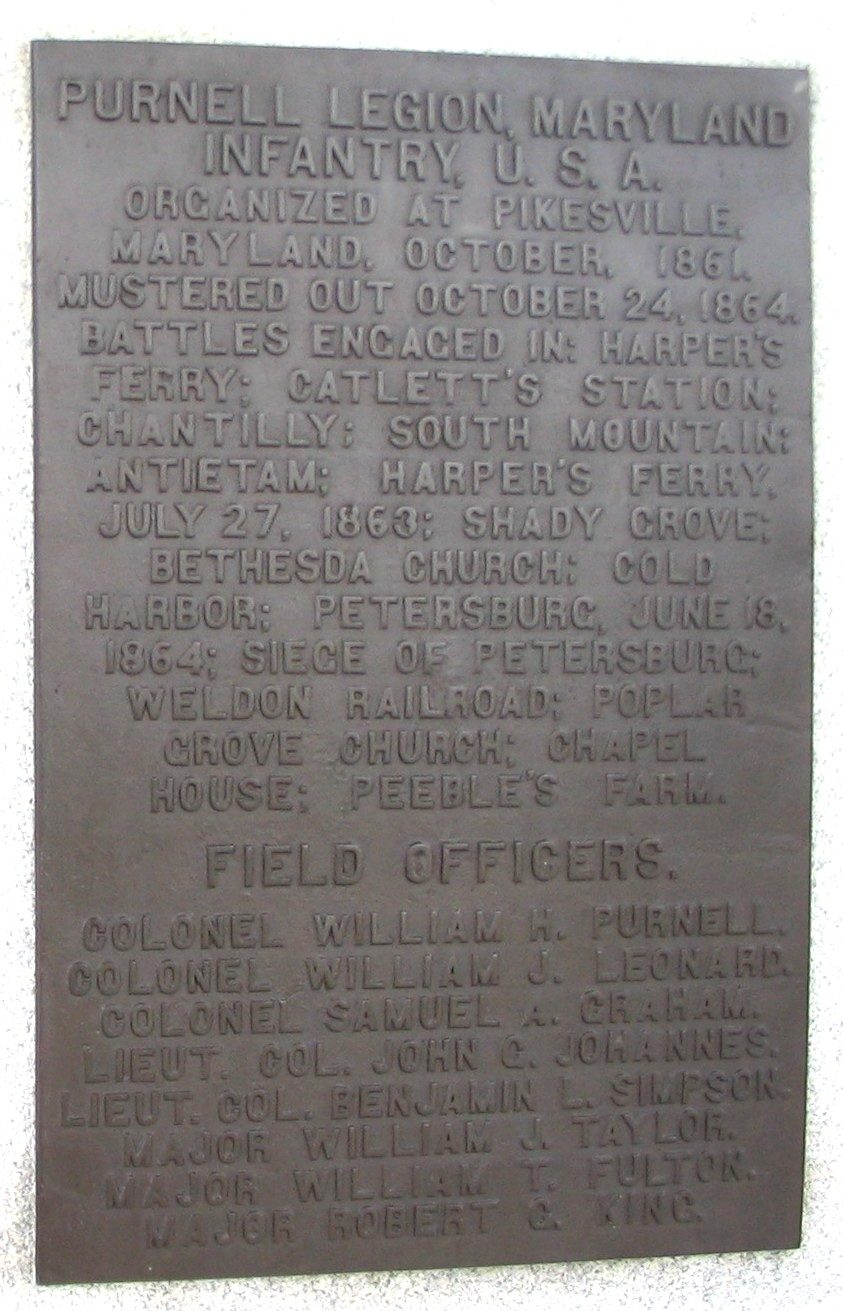 PURNELL LEGION, MARYLAND
INFANTRY, U. S. A.
ORGANIZED AT PIKESVILLE,
MARYLAND, OCTOBER, 1861.
MUSTERED OUT OCTOBER 24, 1864.
BATTLES ENGAGED IN: HARPER'S
FERRY; CATLETT'S STATION;
CHANTILLY; SOUTH MOUNTAIN;
ANTIETAM; HARPER'S FERRY,
JULY 27, 1863; SHADY GROVE;
BETHESDA CHURCH; COLD
HARBOR; PETERSBURG, JUNE 18,
1864; SIEGE OF PETERSBURG;
WELDON RAILROAD; POPLAR
GROVE CHURCH; CHAPEL
HOUSE; PEEBLE'S FARM.
FIELD OFFICERS.
COLONEL WILLIAM H. PURNELL.
COLONEL WILLIAM J. LEONARD.
COLONEL SAMUEL A. GRAHAM.
LIEUT. COL. JOHN G. JOHANNES.
LIEUT. COL. BENJAMIN L. SIMPSON.
MAJOR WILLIAM J. TAYLOR.
MAJOR WILLIAM T. FULTON.
MAJOR ROBERT G. KING.